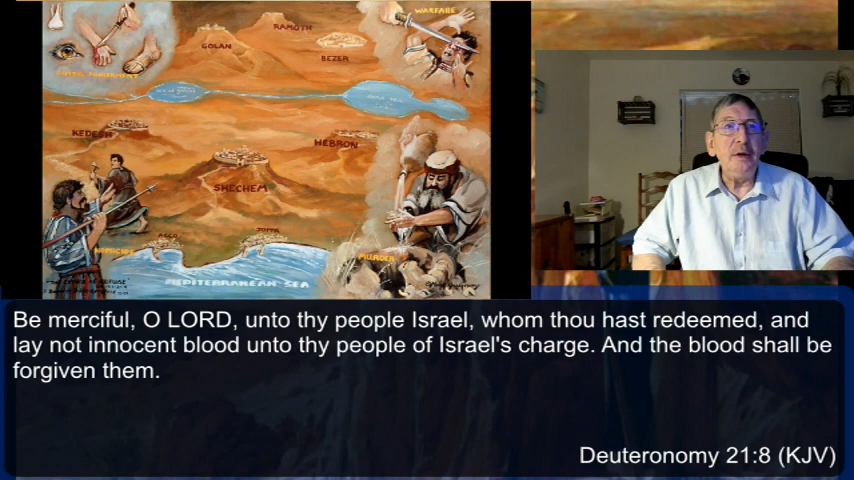 WARFARE
RAMOTH
GOLAN
BEZER
KEDESH
HEBRON
SHECHEM
ACCO
JOPPA
MURDER
MEDITERRANEAN SEA
Be merciful, O LORD, unto thy people Israel, whom thou hast redeemed, and
lay not innocent blood unto thy people of Israel's charge. And the blood shall be
forgiven them.
Deuteronomy 21:8 (KJV)